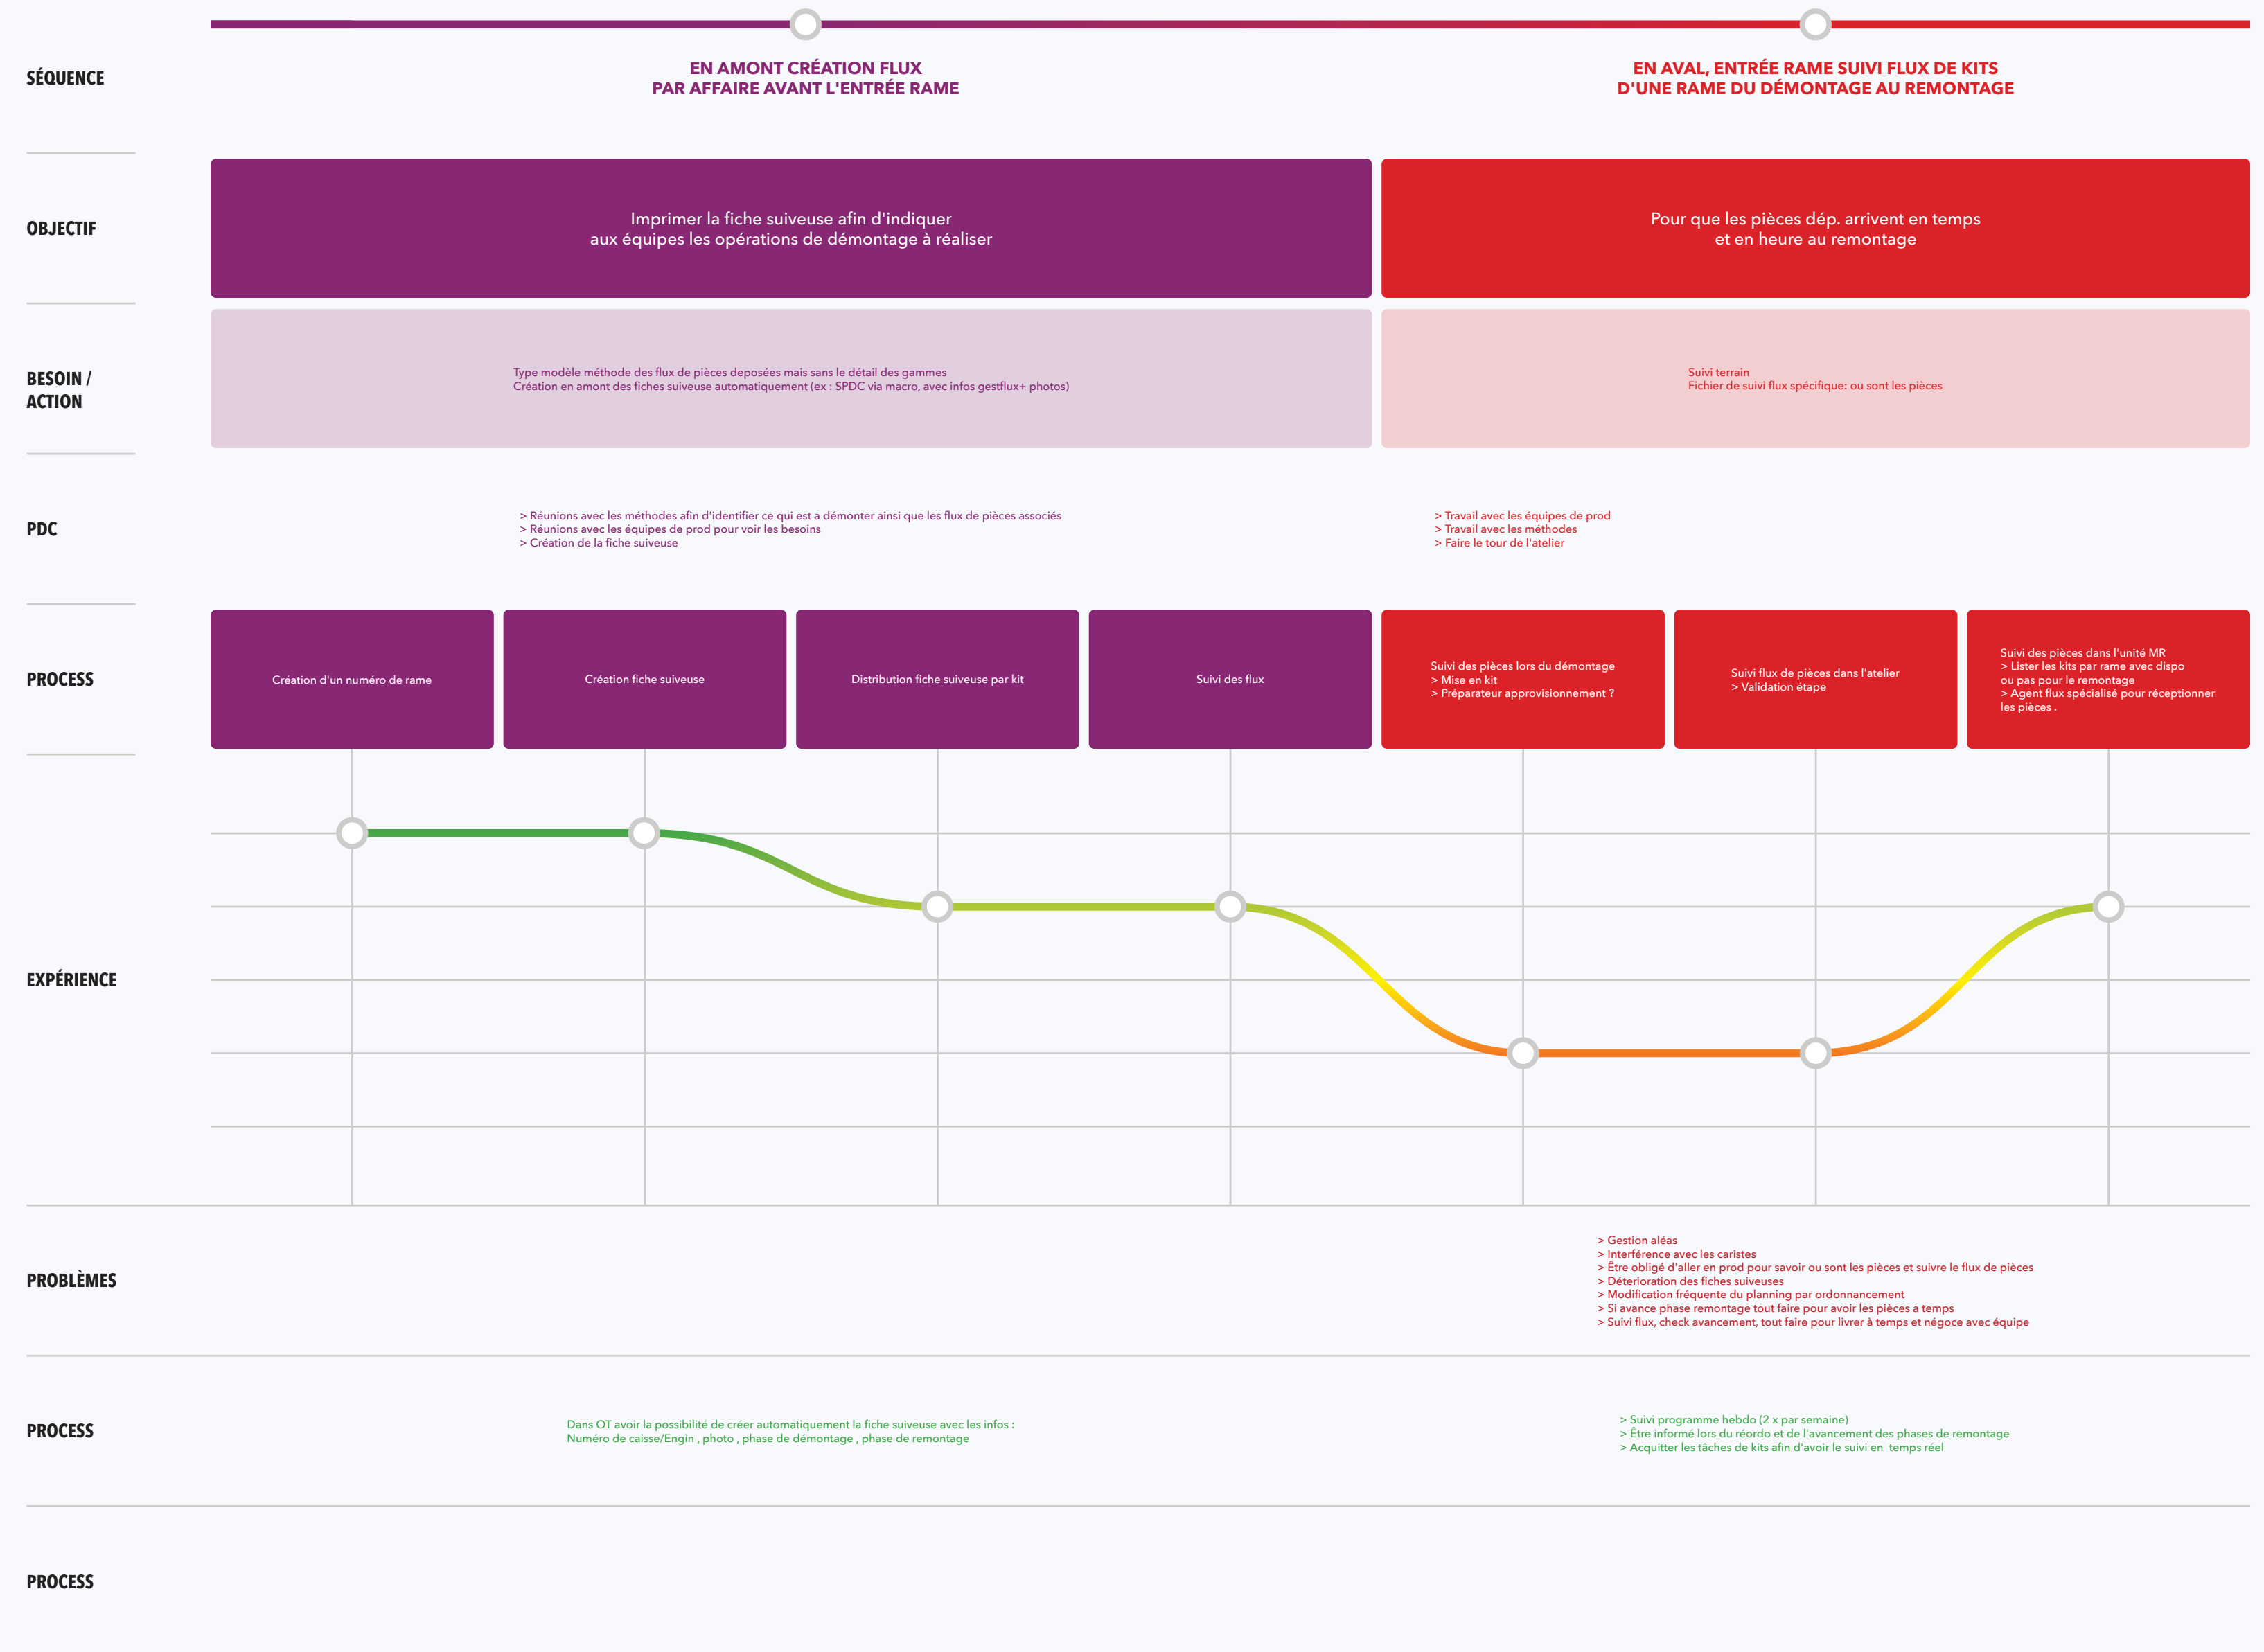 SÉQUENCE
EN AMONT CRÉATION FLUX
PAR AFFAIRE AVANT L'ENTRÉE RAME
EN AVAL, ENTRÉE RAME SUIVI FLUX DE KITS
D'UNE RAME DU DÉMONTAGE AU REMONTAGE
OBJECTIF
Imprimer la fiche suiveuse afin d'indiquer
aux équipes les opérations de démontage à réaliser
Pour que les pièces dép. arrivent en temps
et en heure au remontage
BESOIN /
ACTION
Type modèle méthode des flux de pièces deposées mais sans le détail des gammes
Création en amont des fiches suiveuse automatiquement (ex : SPDC via macro, avec infos gestflux+ photos)
Suivi terrain
Fichier de suivi flux spécifique: ou sont les pièces
PDC
> Réunions avec les méthodes afin d'identifier ce qui est a démonter ainsi que les flux de pièces associés
> Réunions avec les équipes de prod pour voir les besoins
> Création de la fiche suiveuse
> Travail avec les équipes de prod
> Travail avec les méthodes
> Faire le tour de l'atelier
PROCESS
Création d'un numéro de rame
Création fiche suiveuse
Distribution fiche suiveuse par kit
Suivi des flux
Suivi des pièces lors du démontage
> Mise en kit
> Préparateur approvisionnement ?
Suivi flux de pièces dans l'atelier
> Validation étape
Suivi des pièces dans l'unité MR
> Lister les kits par rame avec dispo
ou pas pour le remontage
> Agent flux spécialisé pour réceptionner
les pièces .
EXPÉRIENCE
PROBLÈMES
> Gestion aléas
> Interférence avec les caristes
> Être obligé d'aller en prod pour savoir ou sont les pièces et suivre le flux de pièces
> Déterioration des fiches suiveuses
> Modification fréquente du planning par ordonnancement
> Si avance phase remontage tout faire pour avoir les pièces a temps
> Suivi flux, check avancement, tout faire pour livrer à temps et négoce avec équipe
PROCESS
Dans OT avoir la possibilité de créer automatiquement la fiche suiveuse avec les infos :
Numéro de caisse/Engin , photo , phase de démontage , phase de remontage
> Suivi programme hebdo (2 x par semaine)
> Être informé lors du réordo et de l'avancement des phases de remontage
> Acquitter les tâches de kits afin d'avoir le suivi en  temps réel
PROCESS